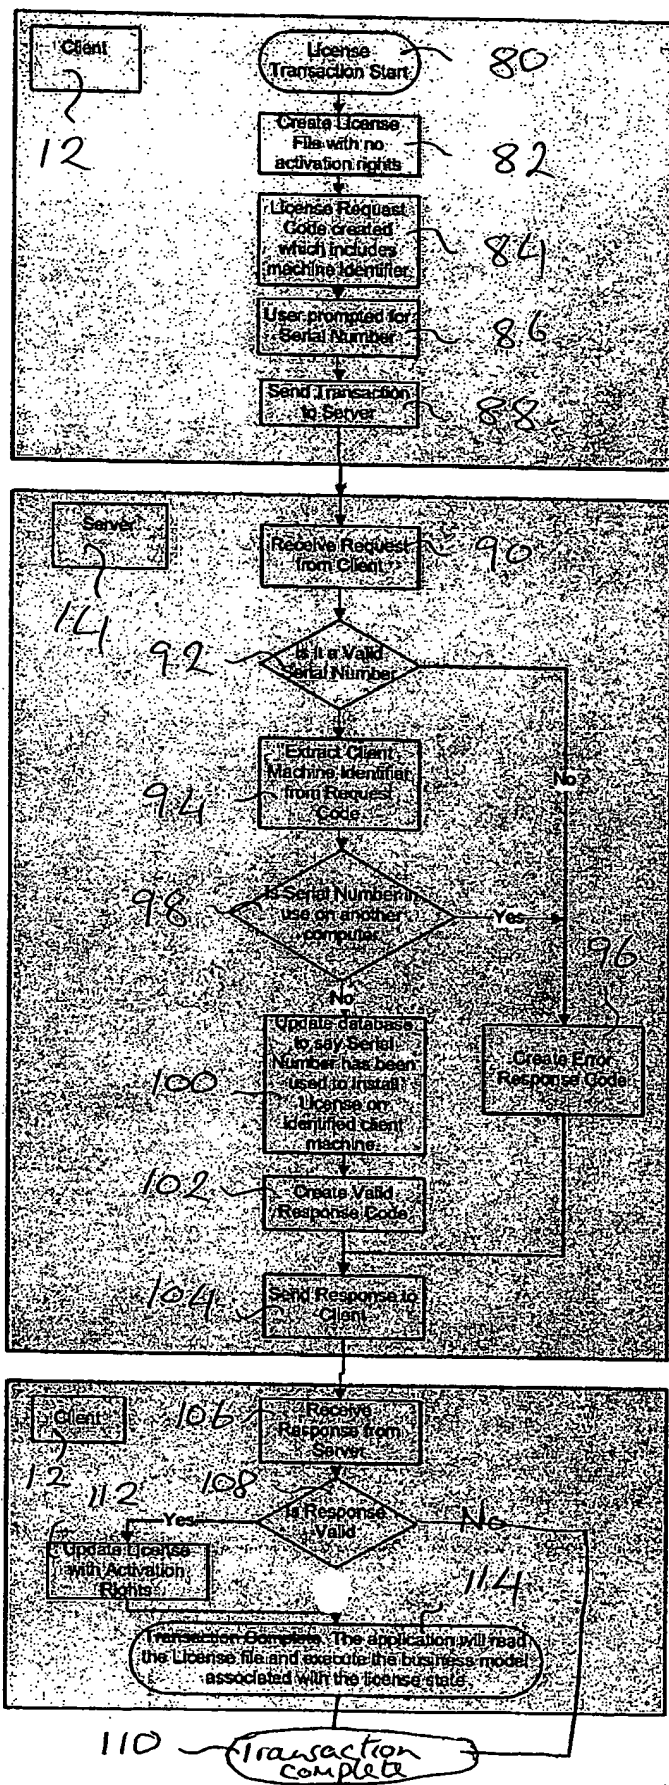 Client
12
License
Transaction Start
80
Create License
File with no
activation rights
82
License Request
Code created
which includes
machine Identifier
84
User prompted for
Serial Number
86
Send Transaction
to Server
88
Server
14
Receive Request
from Client
90
92
Is it a Valid
Serial Number
Extract Client
Machine Identifier
from Request
Code
94
No
98
Is Serial Number in
use on another
computer
Yes
96
No
Update database
to say Serial
Number has been
used to Install
License on
identified client
machine
100
Create Error
Response Code
102
Create Valid
Response Code
104
Send Response to
Client
Client
12
106
Receive
Response from
Server
112
108
Is Response
Valid
Yes
No
Update License
with Activation
Rights
114
Transaction Complete. The application will read
the License file and execute the business model
associated with the license state
110
Transaction
complete